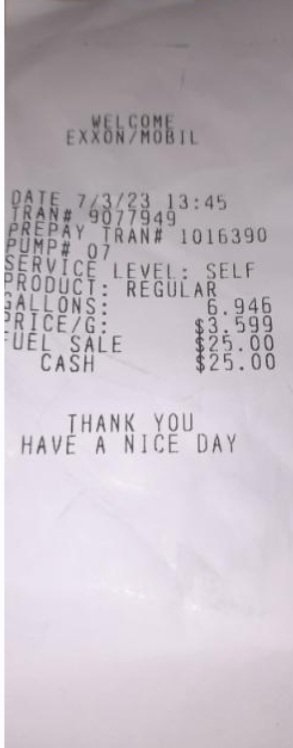 WELCOME
EXXON/MOBIL
DATE 7/3/23 13:45
TRAN# 9077949
PREPAY TRAN# 1016390
PUMP# 07
SERVICE LEVEL: SELF
PRODUCT: REGULAR
GALLONS: 6.946
PRICE/G: $3.599
FUEL SALE $25.00
CASH $25.00
THANK YOU
HAVE A NICE DAY